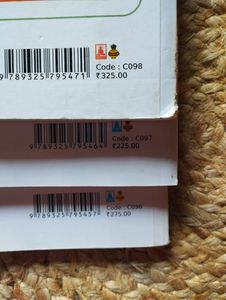 Code : C098
9 789325 795471
₹325.00
Code : C097
9 789325 795464
₹225.00
Code : C096
9 789325 795457
₹275.00